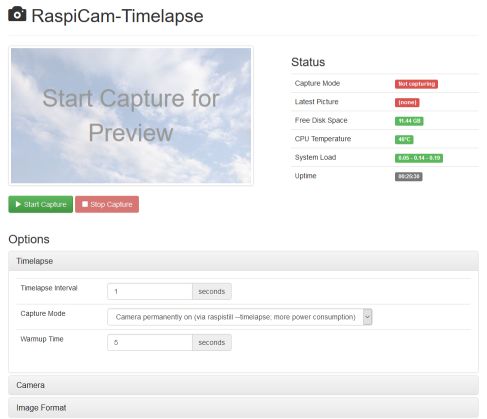 RaspiCam-Timelapse
Start Capture for
Preview
Status
Capture Mode Not capturing
Latest Picture (none)
Free Disk Space 11.44 GB
CPU Temperature 46°C
System Load 0.05 - 0.14 - 0.19
Uptime 00:26:30
Start Capture Stop Capture
Options
Timelapse
Timelapse Interval 1 seconds
Capture Mode Camera permanently on (via raspistill --timelapse; more power consumption)
Warmup Time 5 seconds
Camera
Image Format